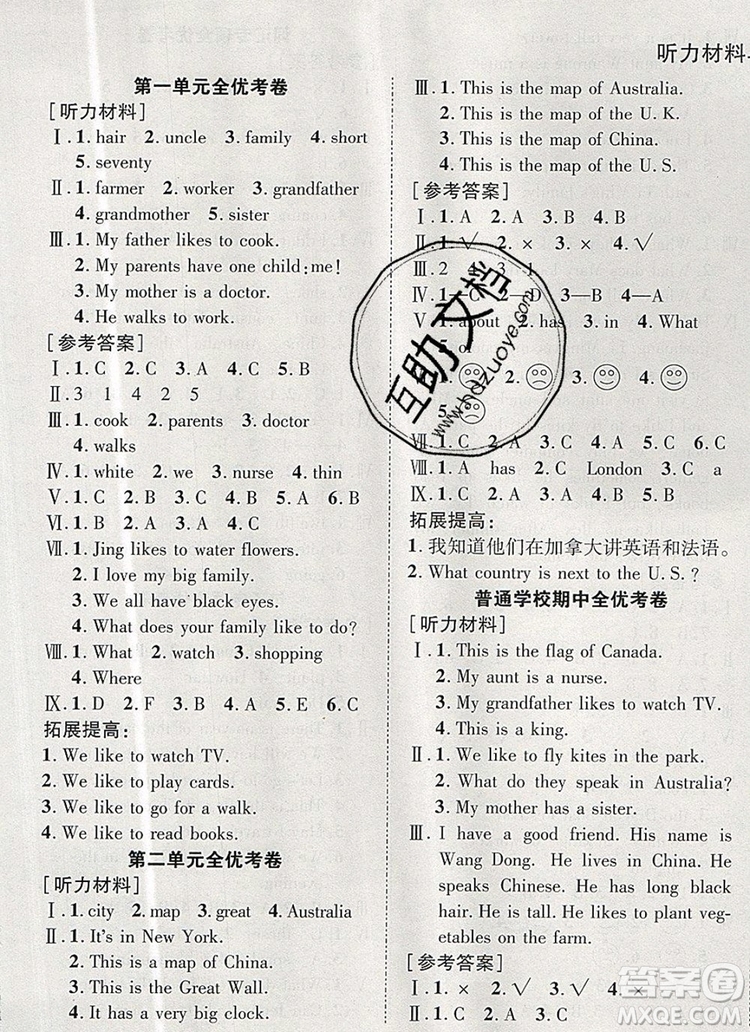 听力材料
第一单元全优考卷
[听力材料]
Ⅰ. 1. hair 2. uncle 3. family 4. short
5. seventy
Ⅱ. 1. farmer 2. worker 3. grandfather
4. grandmother 5. sister
Ⅲ. 1. My father likes to cook.
2. My parents have one child: me!
3. My mother is a doctor.
4. He walks to work.
[参考答案]
Ⅰ. 1. C 2. A 3. C 4. A 5. C
Ⅱ. 3 1 4 2 5
Ⅲ. 1. cook 2. parents 3. doctor
4. walks
Ⅳ. 1. white 2. we 3. nurse 4. thin
Ⅴ. 1. C 2. B 3. C 4. A 5. B
Ⅵ. 1. C 2. A 3. B 4. C 5. B
Ⅶ. 1. Jing likes to water flowers.
2. I love my big family.
3. We have black eyes.
4. What does your family like to do?
Ⅷ. 1. What 2. watch 3. shopping
4. Where
Ⅸ. 1. D 2. F 3. B 4. A 5. C
拓展提高:
1. We like to watch TV.
2. We like to play cards.
3. We like to go for a walk.
4. We like to read books.
第二单元全优考卷
[听力材料]
Ⅰ. 1. city 2. map 3. great 4. Australia
Ⅱ. 1. It's in New York.
2. This is a map of China.
3. This is the Great Wall.
4. It has a very big clock.
Ⅲ. 1. This is the map of Australia.
2. This is the map of the U. K.
3. This is the map of China.
4. This is the map of the U. S.
[参考答案]
Ⅰ. 1. A 2. A 3. B 4. B
Ⅱ. 1. √ 2. × 3. × 4. √
Ⅲ. 2 4 3 1
Ⅳ. 1—C 2—D 3—A 4—B
Ⅴ. 1. about 2. has 3. in 4. What
5. of
5.
Ⅶ. 1. C 2. A 3. B 4. A 5. B 6. C
Ⅷ. A has London read a
Ⅸ. 1. C 2. C 3. B 4. A 5. A
拓展提高:
1. 我知道他们在加拿大讲英语和法语。
2. What country is next to the U. S. ?
普通学校期中全优考卷
[听力材料]
Ⅰ. 1. This is the flag of Canada.
2. My aunt is a nurse.
3. My grandfather likes to watch TV.
4. This is a king.
Ⅱ. 1. We like to fly kites in the park.
2. What do they speak in Australia?
3. My mother has a sister.
Ⅲ. I have a good friend. His name is
Wang Dong. He lives in China. He
speaks Chinese. He has long black
hair. He is tall. He likes to plant veg-
etables on the farm.
[参考答案]
Ⅰ. 1. × 2. √ 3. √ 4. ×
Ⅱ. 1. A 2. B 3. C
互助文档
www.hdzuoye.com
答案圈
MXQE.COM